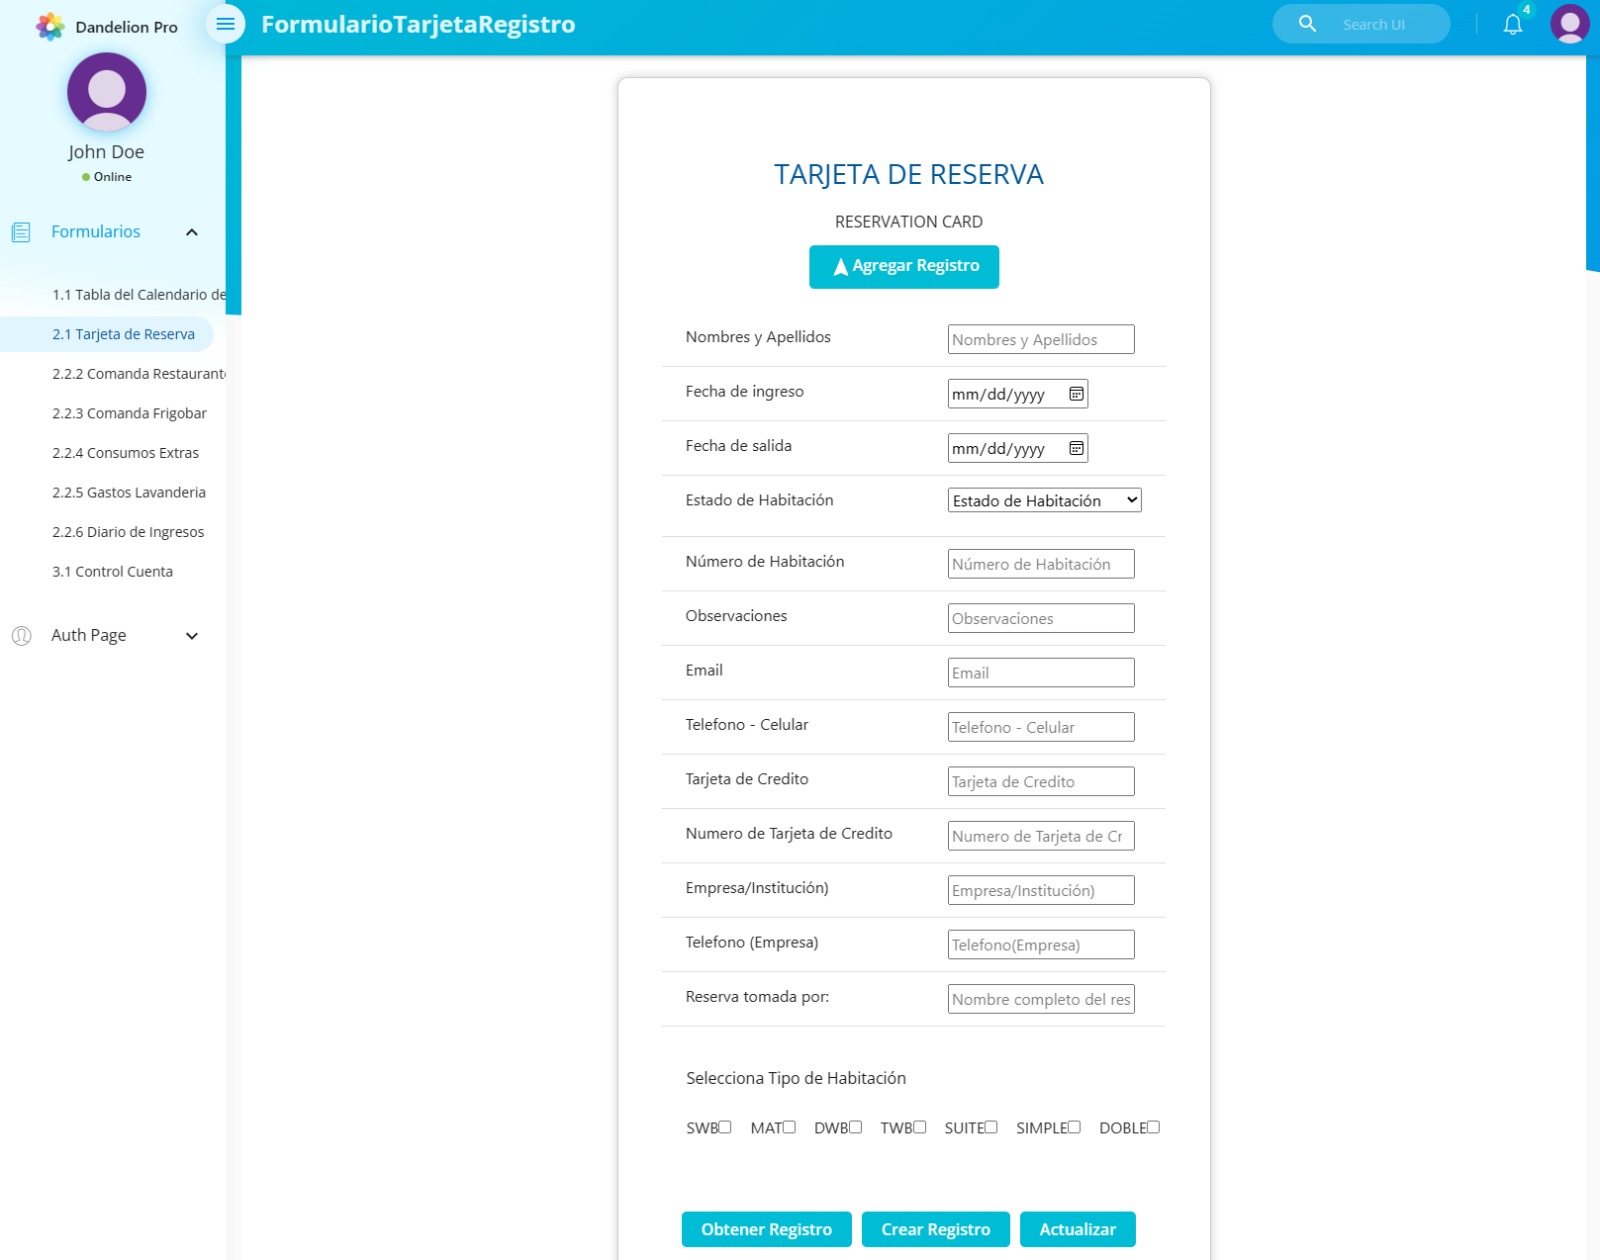 Dandelion Pro
FormularioTarjetaRegistro
Search UI
4
John Doe
Online
Formularios
1.1 Tabla del Calendario de
2.1 Tarjeta de Reserva
2.2.2 Comanda Restaurante
2.2.3 Comanda Frigobar
2.2.4 Consumos Extras
2.2.5 Gastos Lavanderia
2.2.6 Diario de Ingresos
3.1 Control Cuenta
Auth Page
TARJETA DE RESERVA
RESERVATION CARD
Agregar Registro
Nombres y Apellidos Nombres y Apellidos
Fecha de ingreso mm/dd/yyyy
Fecha de salida mm/dd/yyyy
Estado de Habitación Estado de Habitación
Número de Habitación Número de Habitación
Observaciones Observaciones
Email Email
Telefono - Celular Telefono - Celular
Tarjeta de Credito Tarjeta de Credito
Numero de Tarjeta de Credito Numero de Tarjeta de Cr
Empresa/Institución) Empresa/Institución)
Telefono (Empresa) Telefono(Empresa)
Reserva tomada por: Nombre completo del res
Selecciona Tipo de Habitación
SWB MAT DWB TWB SUITE SIMPLE DOBLE
Obtener Registro Crear Registro Actualizar